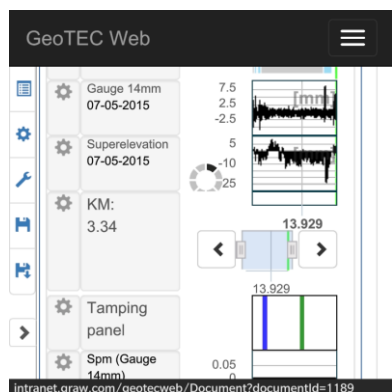 GeoTEC Web
Gauge 14mm
07-05-2015
7.5
2.5
-2.5
[mm]
Superelevation
07-05-2015
5
-10
25
KM:
3.34
13.929
13.929
Tamping
panel
Spm (Gauge
14mm)
0.05
0
intranet.graw.com/geotecweb/Document?documentId=1189